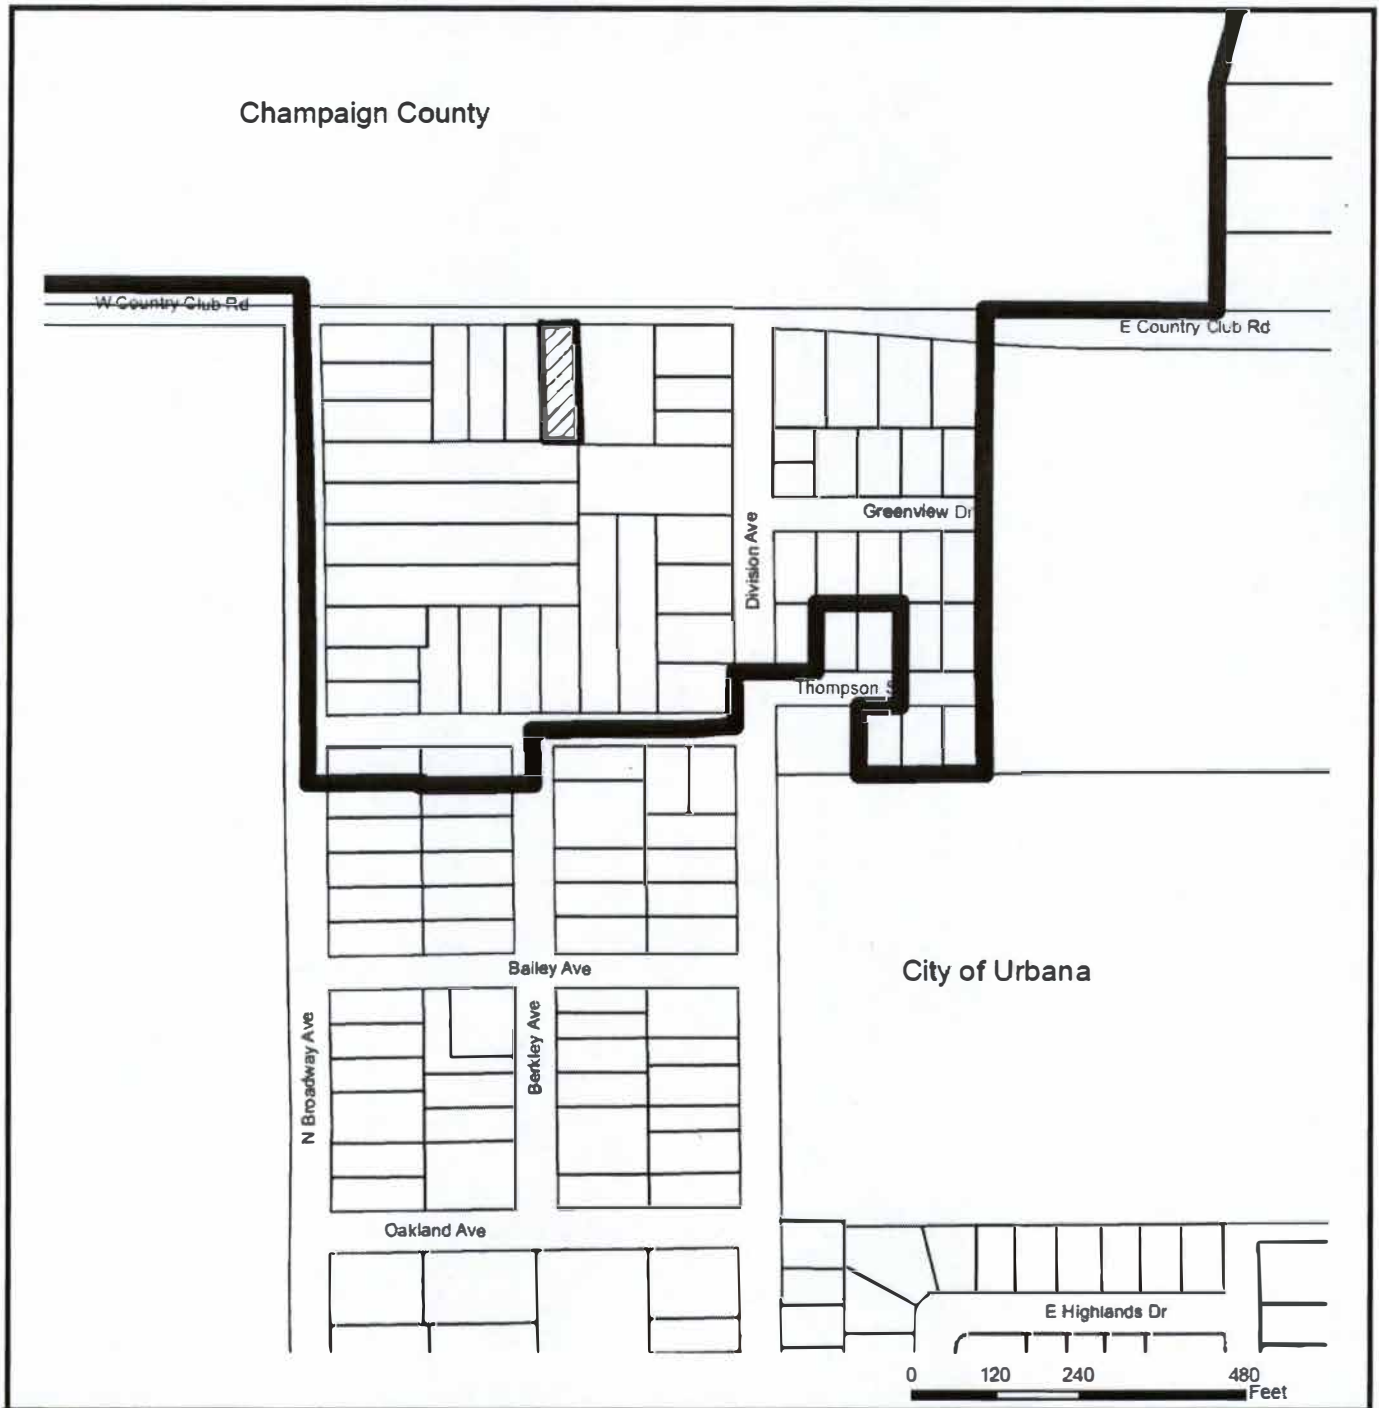 Champaign County
W Country Club Rd
E Country Club Rd
Greenview Dr
Division Ave
Thompson
Bailey Ave
City of Urbana
N Broadway Ave
Berkley Ave
Oakland Ave
E Highlands Dr
0 120 240 480
Feet